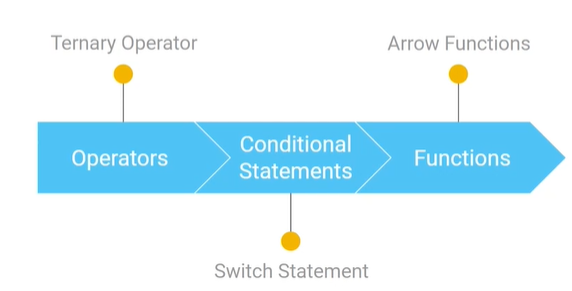 Ternary Operator
Arrow Functions
Operators
Conditional
Statements
Functions
Switch Statement